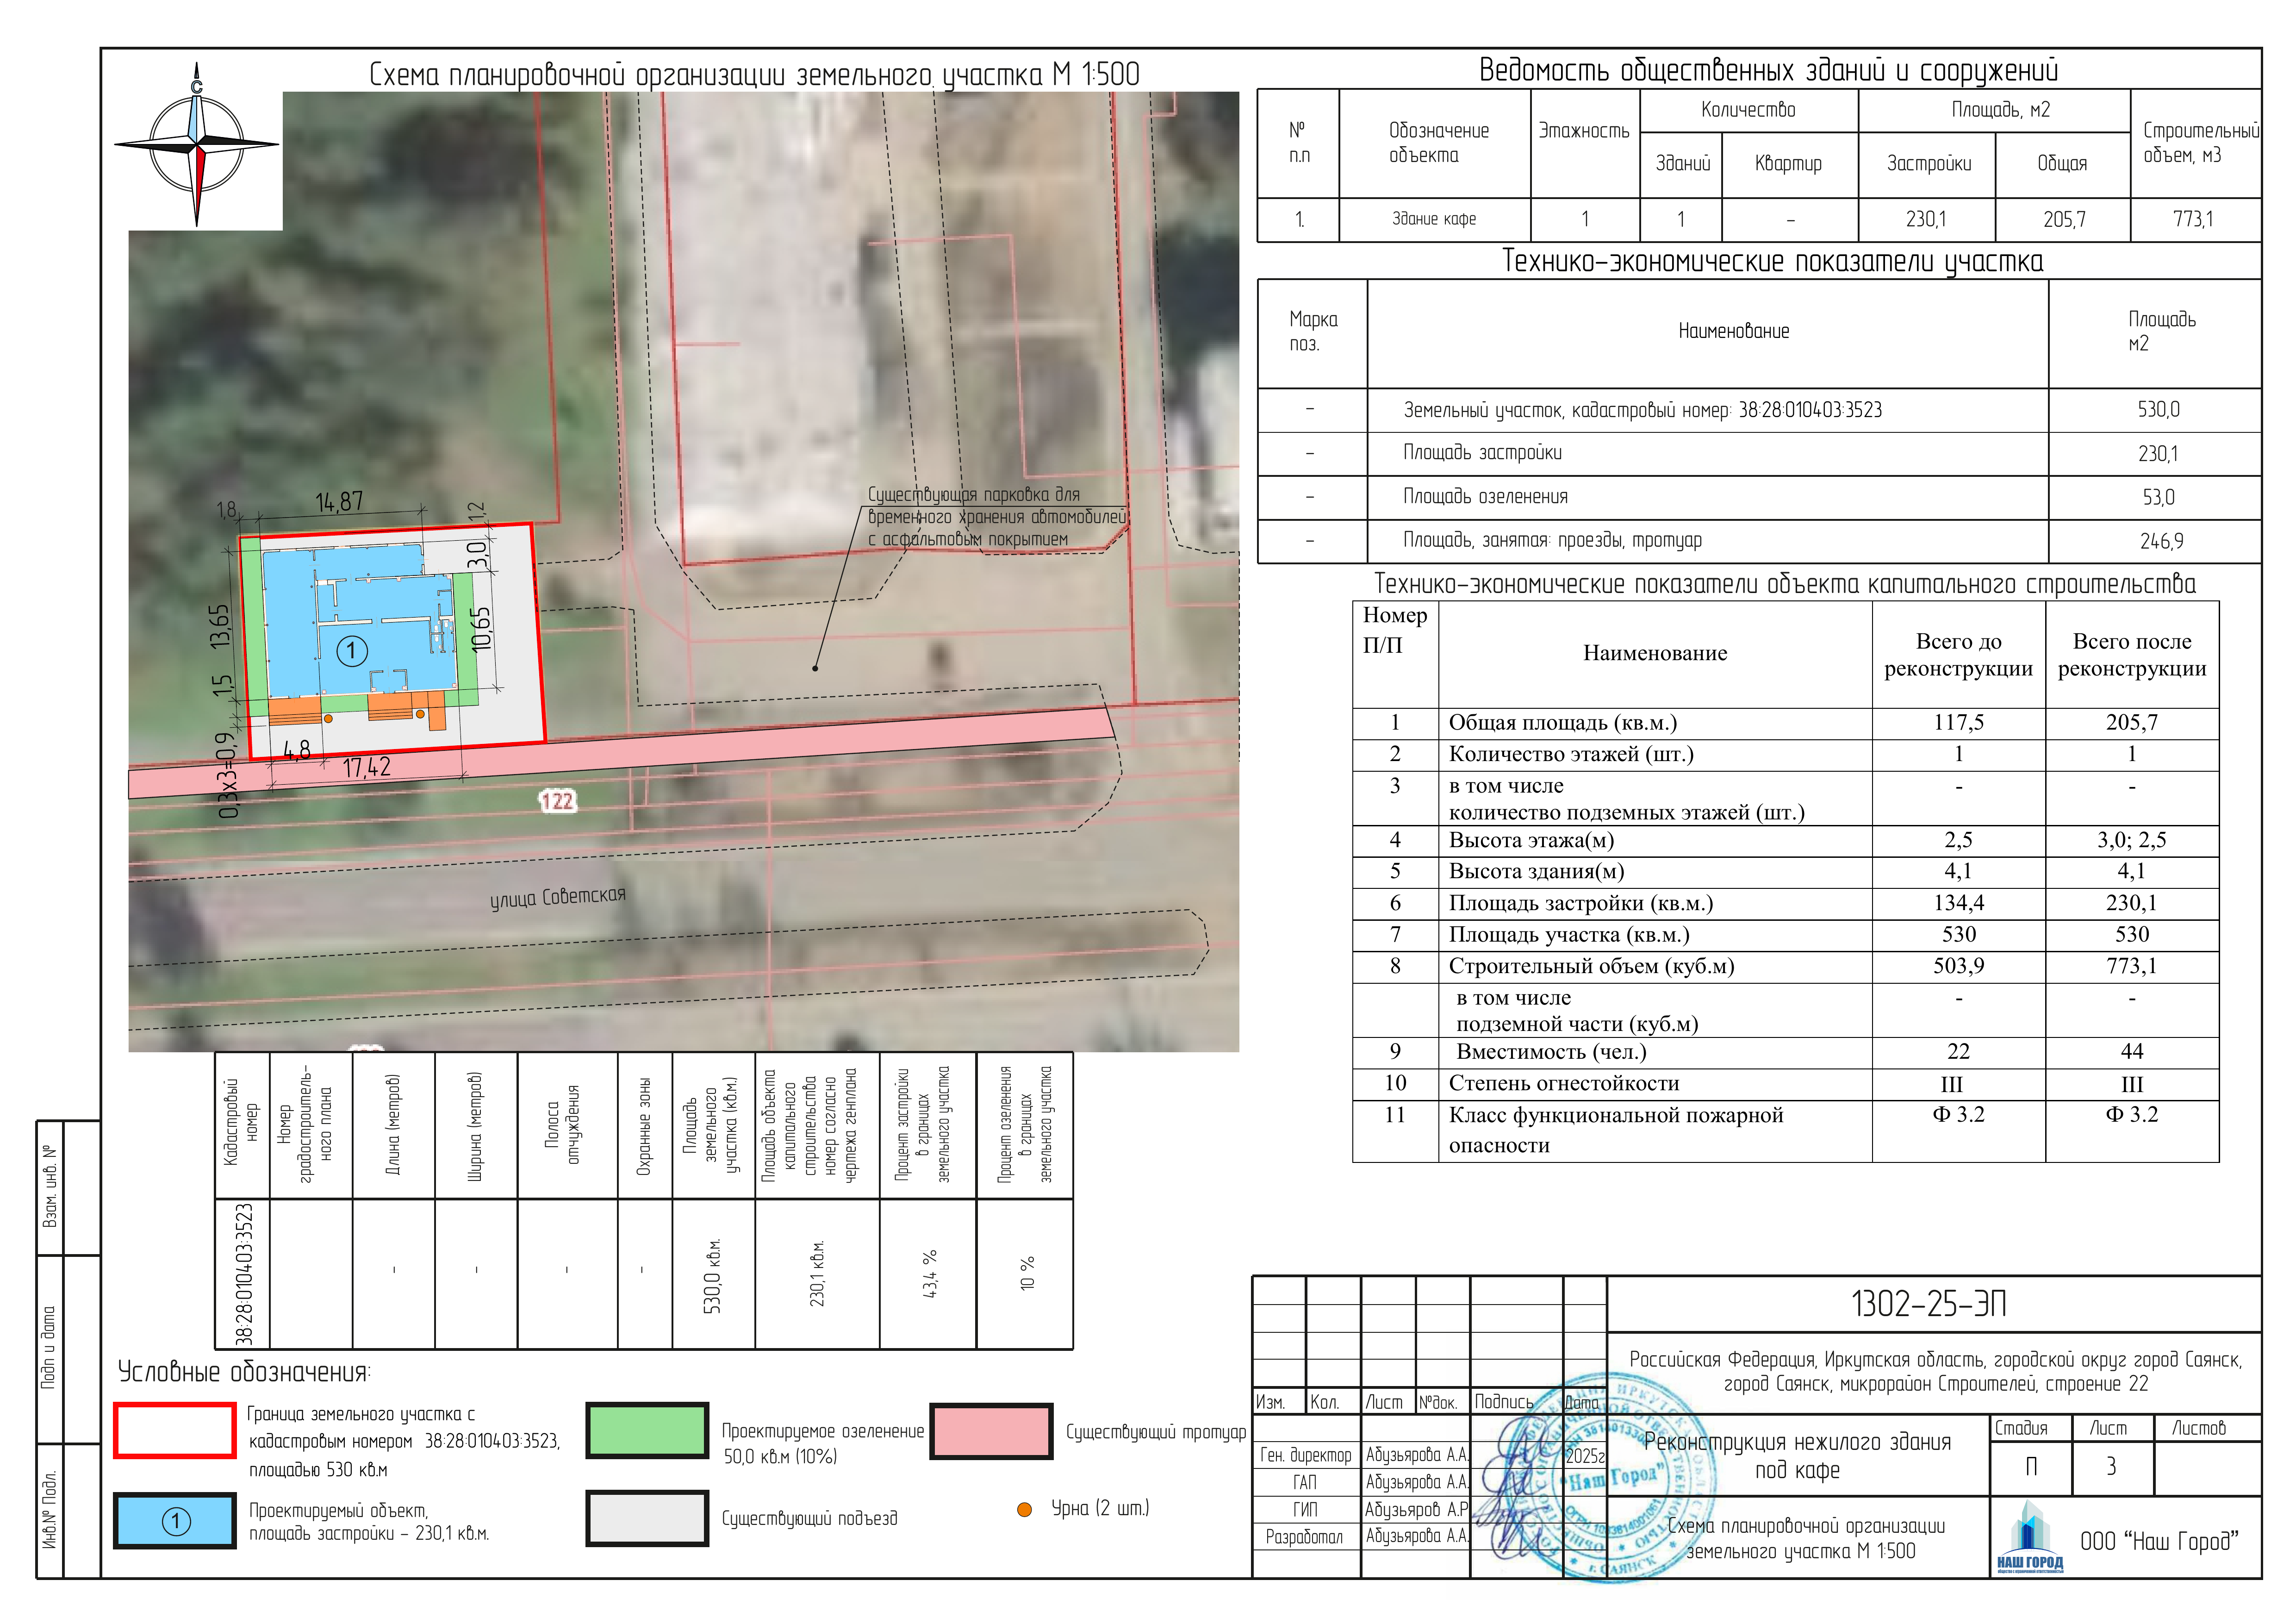 Схема планировочной организации земельного участка М 1:500
С
1,8
14,87
1,2
3,0
13,65
10,65
1,5
1
4,8
17,42
0,3х3=0,9
Существующая парковка для
временного хранения автомобилей
с асфальтовым покрытием
122
улица Советская
Ведомость общественных зданий и сооружений
№ п.п
Обозначение объекта
Этажность
Количество
Зданий
Квартир
Площадь, м2
Застройки
Общая
Строительный объем, м3
1.
Здание кафе
1
1
–
230,1
205,7
773,1
Технико-экономические показатели участка
Марка поз.
Наименование
Площадь м2
–
Земельный участок, кадастровый номер: 38:28:010403:3523
530,0
–
Площадь застройки
230,1
–
Площадь озеленения
53,0
–
Площадь, занятая: проезды, тротуар
246,9
Технико-экономические показатели объекта капитального строительства
Номер П/П
Наименование
Всего до реконструкции
Всего после реконструкции
1 Общая площадь (кв.м.) 117,5 205,7
2 Количество этажей (шт.) 1 1
3 в том числе
количество подземных этажей (шт.) - -
4 Высота этажа(м) 2,5 3,0; 2,5
5 Высота здания(м) 4,1 4,1
6 Площадь застройки (кв.м.) 134,4 230,1
7 Площадь участка (кв.м.) 530 530
8 Строительный объем (куб.м) 503,9 773,1
в том числе
подземной части (куб.м) - -
9 Вместимость (чел.) 22 44
10 Степень огнестойкости III III
11 Класс функциональной пожарной Ф 3.2 Ф 3.2
опасности
Кадастровый номер
Номер градостроитель-ного плана
Длина (метров)
Ширина (метров)
Полоса отчуждения
Охранные зоны
Площадь земельного участка (кв.м.)
Площадь объекта капитального строительства номер согласно чертежа генплана
Процент застройки в границах земельного участка
Процент озеленения в границах земельного участка
38:28:010403:3523
–
–
–
–
530,0 кв.м.
230,1 кв.м.
43,4 %
10 %
Условные обозначения:
Граница земельного участка с
кадастровым номером 38:28:010403:3523,
площадью 530 кв.м
1
Проектируемый объект,
площадь застройки – 230,1 кв.м.
Проектируемое озеленение
50,0 кв.м (10%)
Существующий подъезд
Существующий тротуар
Урна (2 шт.)
Взам. инв. №
Подп и дата
Инв.№ Подл.
1302-25-ЭП
Российская Федерация, Иркутская область, городской округ город Саянск,
город Саянск, микрорайон Строителей, строение 22
Изм. Кол. Лист №док. Подпись Дата
Ген. директор Абузьярова А.А. 2025г
ГАП Абузьярова А.А.
ГИП Абузьяров А.Р.
Разработал Абузьярова А.А.
Реконструкция нежилого здания
под кафе
Стадия Лист Листов
П 3
Схема планировочной организации
земельного участка М 1:500
НАШ ГОРОД
ООО “Наш Город”
“Наш Город”
г. САЯНСК